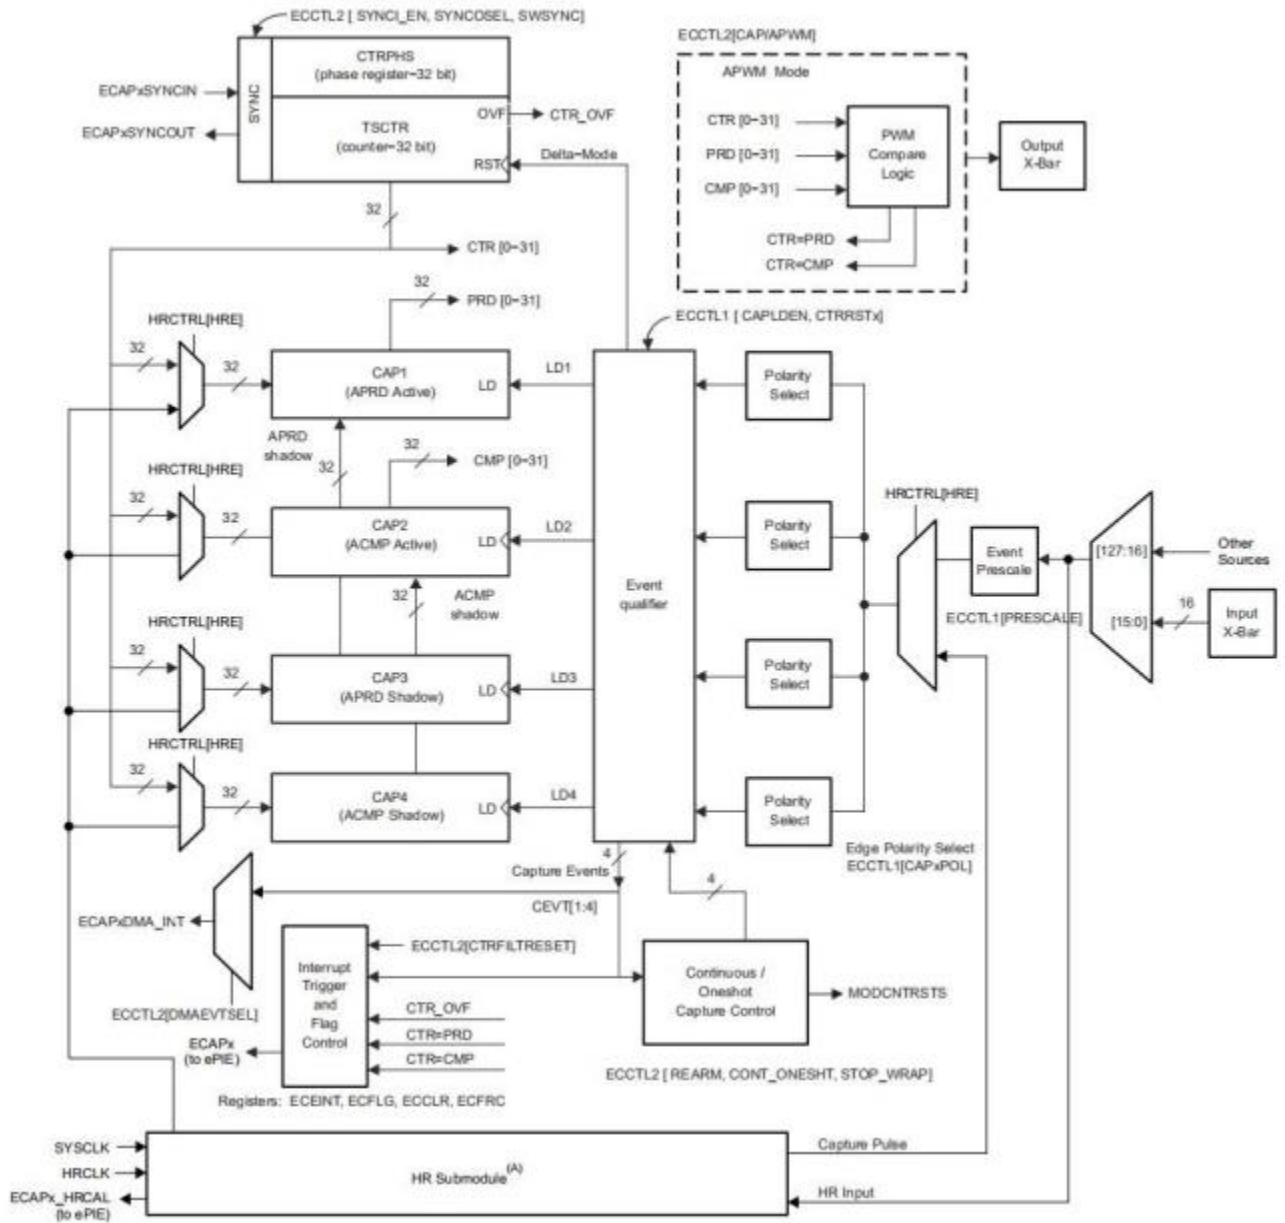 ECCTL2 [ SYNCI_EN, SYNCOSEL, SWSYNC]
SYNC
CTRPHS
(phase register−32 bit)
TSCTR
(counter−32 bit)
OVF
RST
ECAPxSYNCIN
ECAPxSYNCOUT
CTR_OVF
Delta−Mode
ECCTL2[CAP/APWM]
APWM Mode
CTR [0−31]
PRD [0−31]
CMP [0−31]
PWM
Compare
Logic
CTR=PRD
CTR=CMP
Output
X-Bar
32
CTR [0−31]
32
PRD [0−31]
ECCTL1 [ CAPLDEN, CTRRSTx]
HRCTRL[HRE]
32
32
CAP1
(APRD Active)
LD
LD1
Polarity
Select
APRD
shadow
32
32
CMP [0−31]
HRCTRL[HRE]
32
32
CAP2
(ACMP Active)
LD
LD2
Polarity
Select
32
ACMP
shadow
Event
qualifier
HRCTRL[HRE]
Event
Prescale
ECCTL1[PRESCALE]
[127:16]
[15:0]
Other
Sources
16
Input
X-Bar
HRCTRL[HRE]
32
32
CAP3
(APRD Shadow)
LD
LD3
Polarity
Select
HRCTRL[HRE]
32
32
CAP4
(ACMP Shadow)
LD
LD4
Polarity
Select
Edge Polarity Select
ECCTL1[CAPxPOL]
4
Capture Events
4
CEVT[1:4]
ECAPxDMA_INT
ECCTL2[DMAEVTSEL]
Interrupt
Trigger
and
Flag
Control
ECCTL2[CTRFILTRESET]
CTR_OVF
CTR=PRD
CTR=CMP
ECAPx
(to ePIE)
Continuous /
Oneshot
Capture Control
MODCNTRSTS
ECCTL2 [ REARM, CONT_ONESHT, STOP_WRAP]
Registers: ECEINT, ECFLG, ECCLR, ECFRC
SYSCLK
HRCLK
ECAPx_HRCAL
(to ePIE)
HR Submodule(A)
Capture Pulse
HR Input